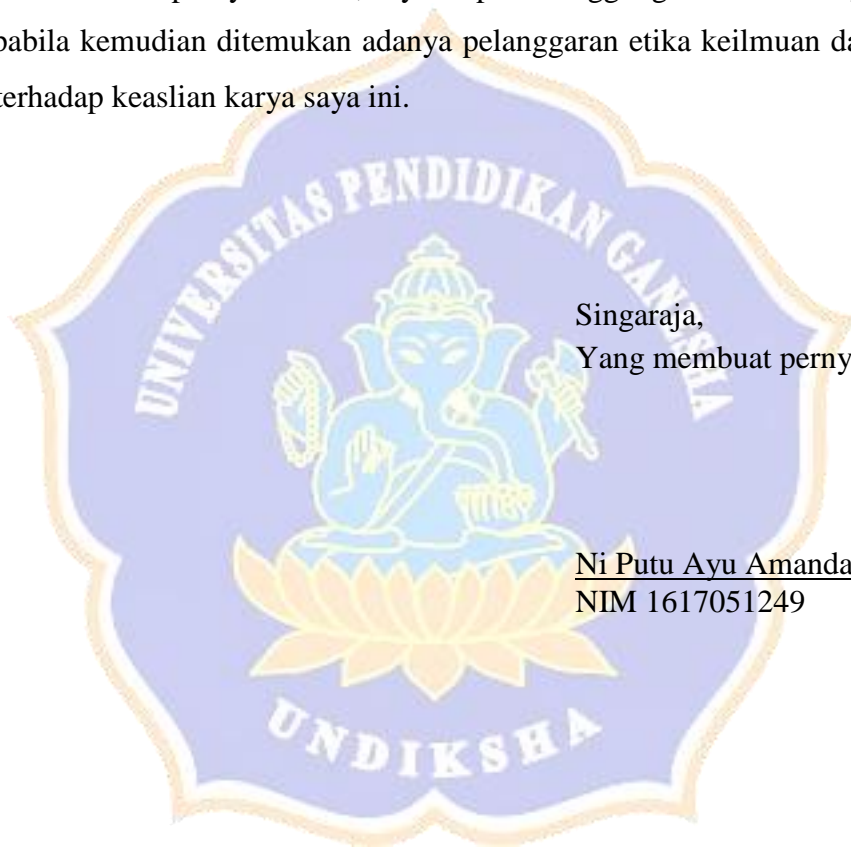 pabila kemudian ditemukan adanya pelanggaran etika keilmuan da
terhadap keaslian karya saya ini.
UNIVERSITAS PENDIDIKAN GANESHA
Singaraja,
Yang membuat perny
Ni Putu Ayu Amanda
NIM 1617051249
UNDIKSHA